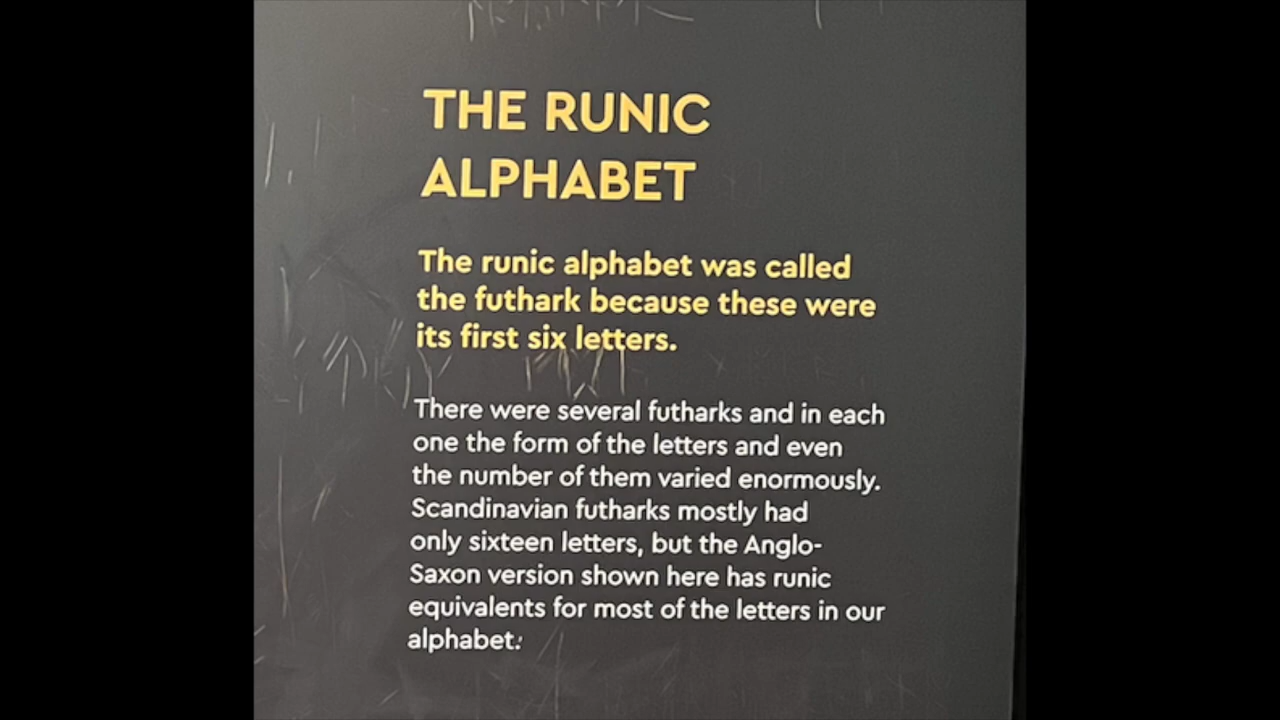 THE RUNIC
ALPHABET
The runic alphabet was called
the futhark because these were
its first six letters.
There were several futharks and in each
one the form of the letters and even
the number of them varied enormously.
Scandinavian futharks mostly had
only sixteen letters, but the Anglo-
Saxon version shown here has runic
equivalents for most of the letters in our
alphabet.